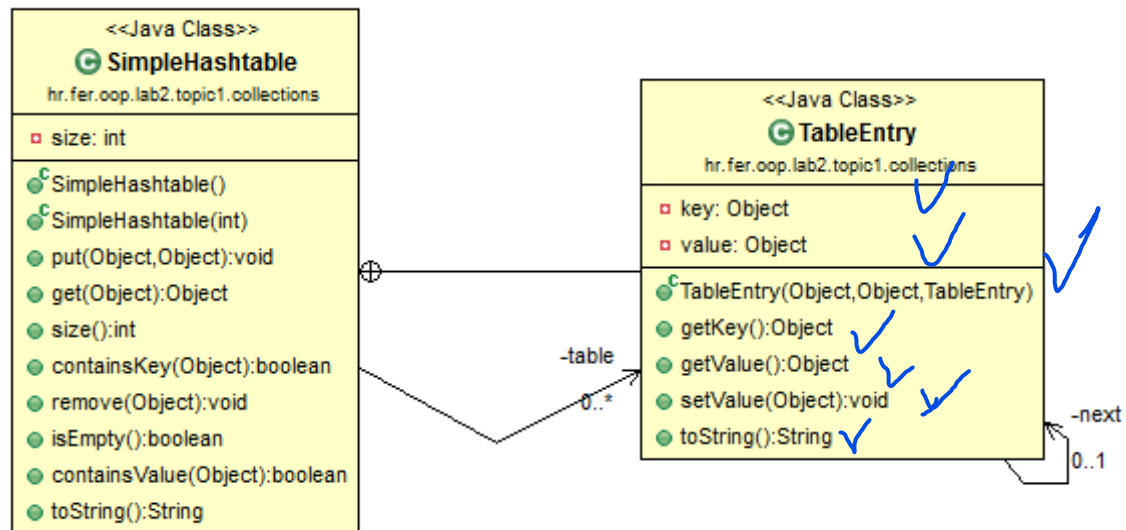 <<Java Class>>
C SimpleHashtable
hr.fer.oop.lab2.topic1.collections
size: int
C SimpleHashtable()
C SimpleHashtable(int)
put(Object,Object):void
get(Object):Object
size():int
containsKey(Object):boolean
remove(Object):void
isEmpty():boolean
containsValue(Object):boolean
toString():String
-table
0..*
<<Java Class>>
C TableEntry
hr.fer.oop.lab2.topic1.collections
key: Object
value: Object
C TableEntry(Object,Object,TableEntry)
getKey():Object
getValue():Object
setValue(Object):void
toString():String
-next
0..1